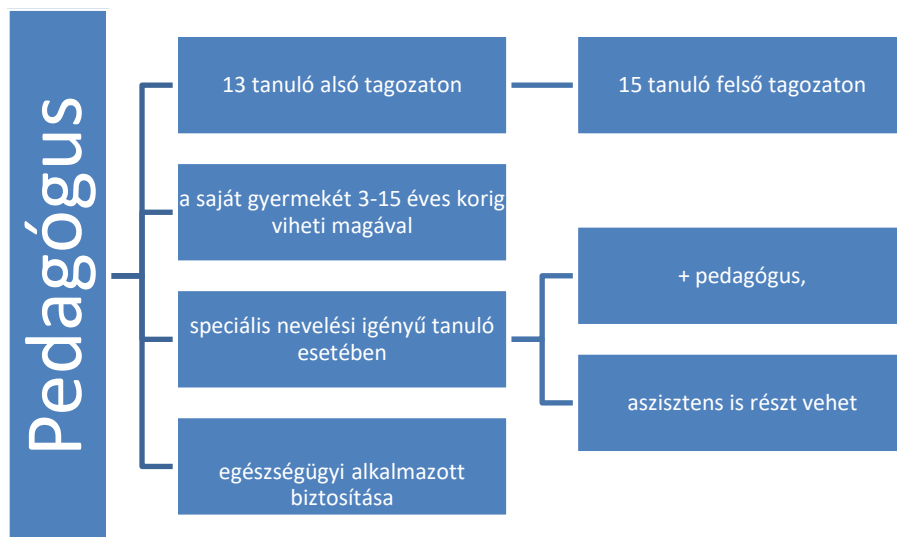 Pedagógus
13 tanuló alsó tagozaton
15 tanuló felső tagozaton
a saját gyermekét 3-15 éves korig
viheti magával
speciális nevelési igényű tanuló
esetében
+ pedagógus,
aszisztens is részt vehet
egészségügyi alkalmazott
biztosítása